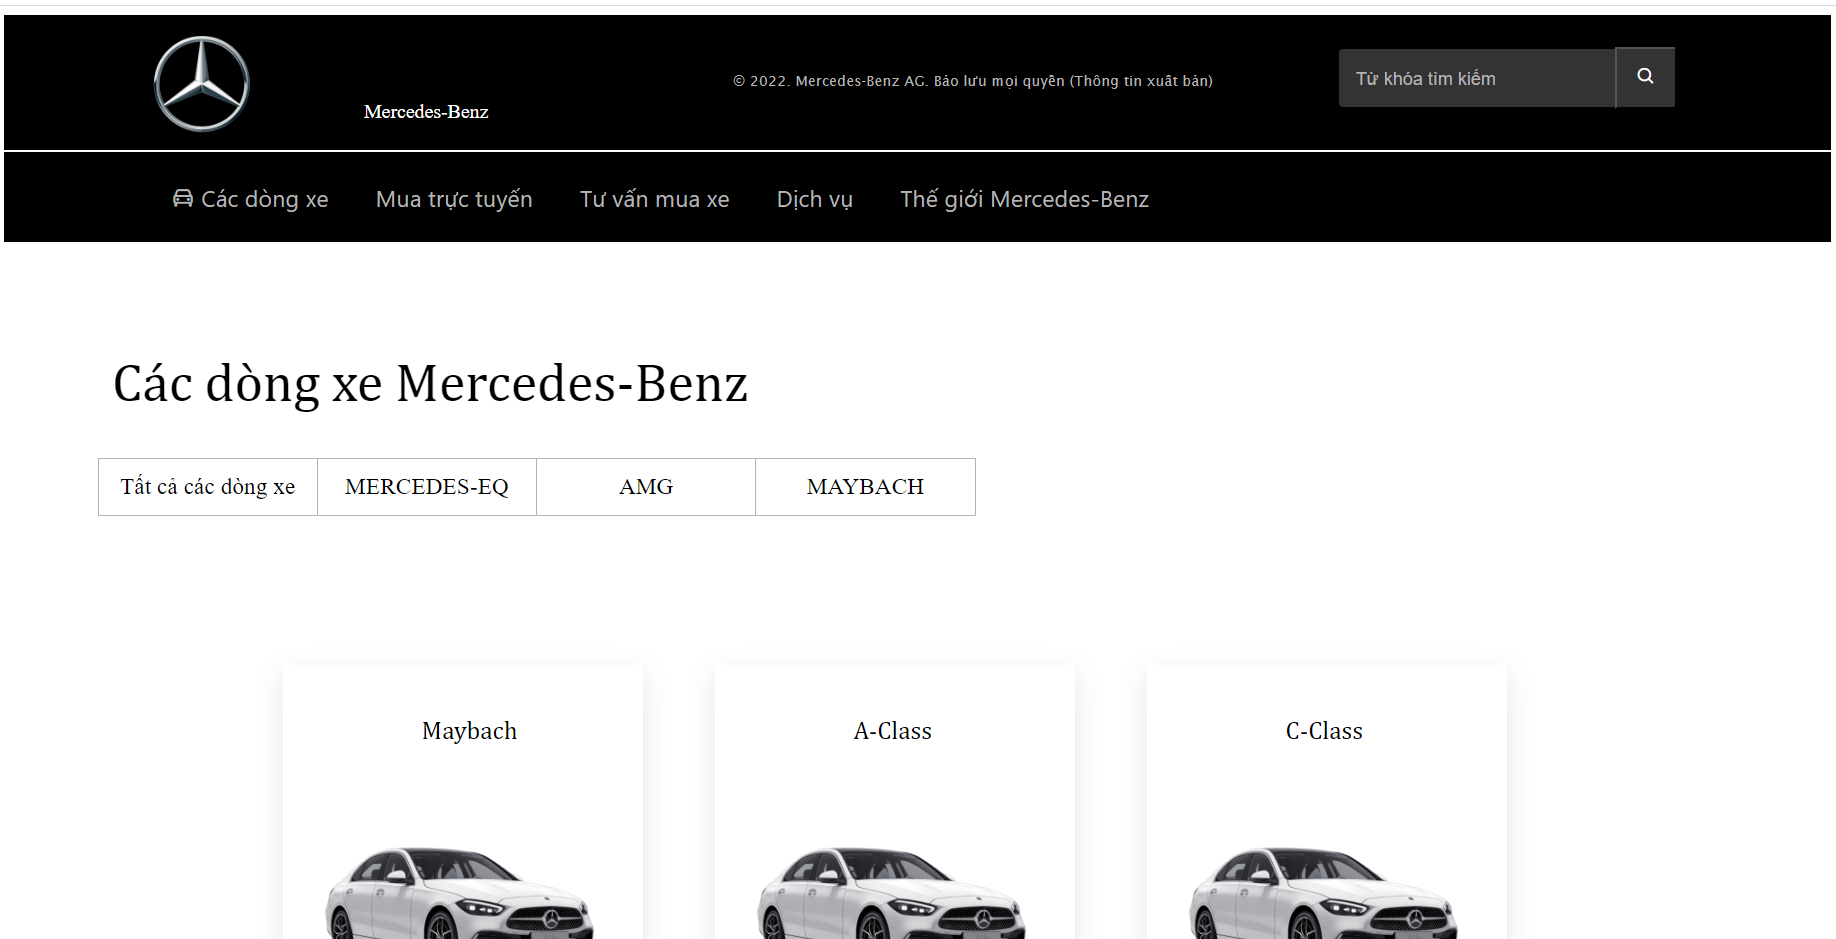 Mercedes-Benz
© 2022. Mercedes-Benz AG. Bảo lưu mọi quyền (Thông tin xuất bản)
Từ khóa tìm kiếm
Các dòng xe
Mua trực tuyến
Tư vấn mua xe
Dịch vụ
Thế giới Mercedes-Benz
Các dòng xe Mercedes-Benz
Tất cả các dòng xe
MERCEDES-EQ
AMG
MAYBACH
Maybach
A-Class
C-Class